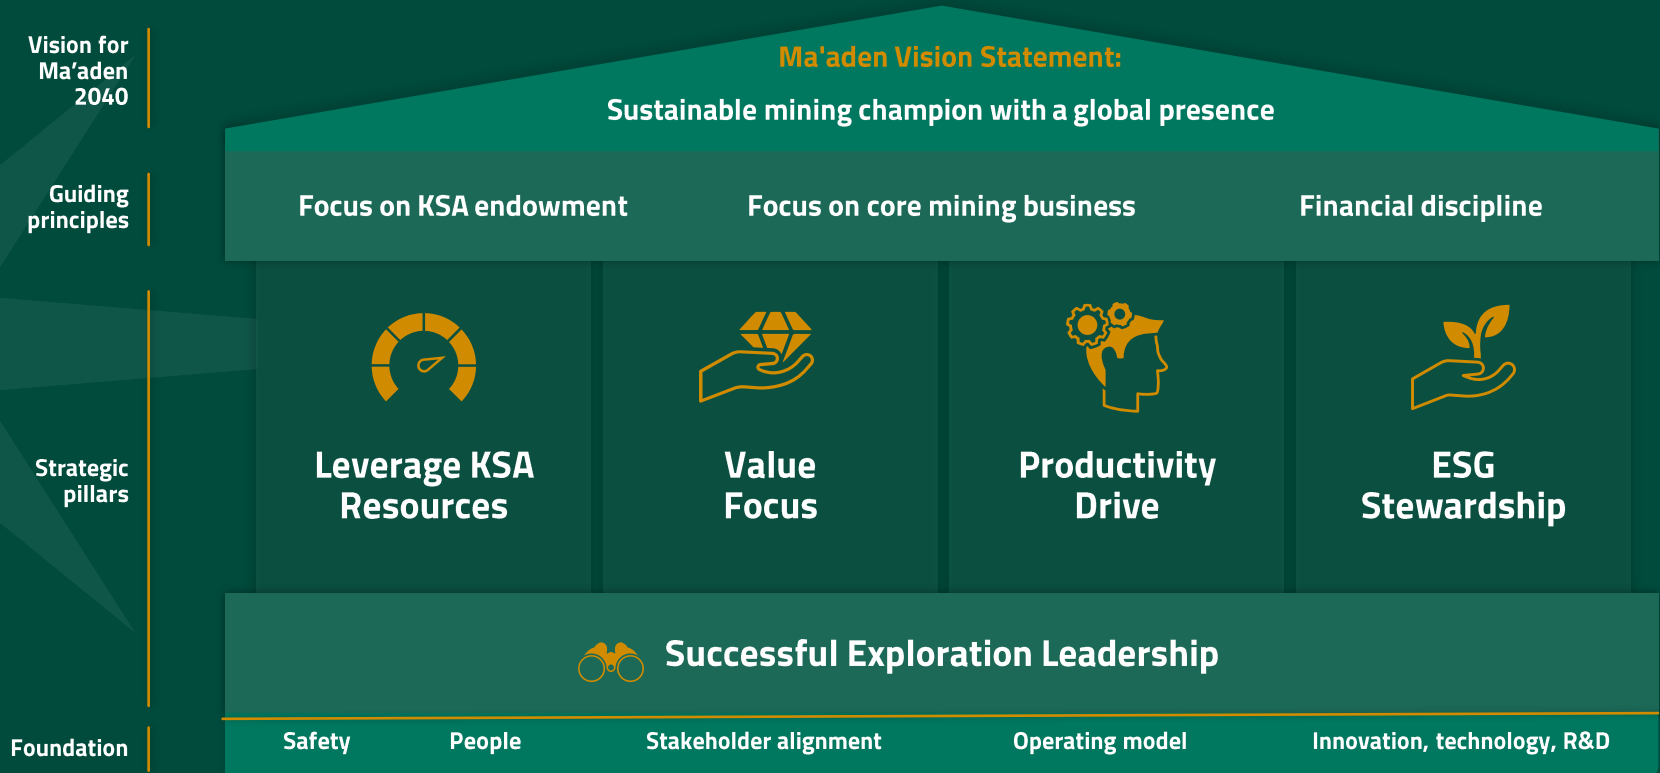 Vision for
Ma’aden
2040
Ma'aden Vision Statement:
Sustainable mining champion with a global presence
Guiding
principles
Focus on KSA endowment
Focus on core mining business
Financial discipline
Strategic
pillars
Leverage KSA
Resources
Value
Focus
Productivity
Drive
ESG
Stewardship
Successful Exploration Leadership
Foundation
Safety
People
Stakeholder alignment
Operating model
Innovation, technology, R&D